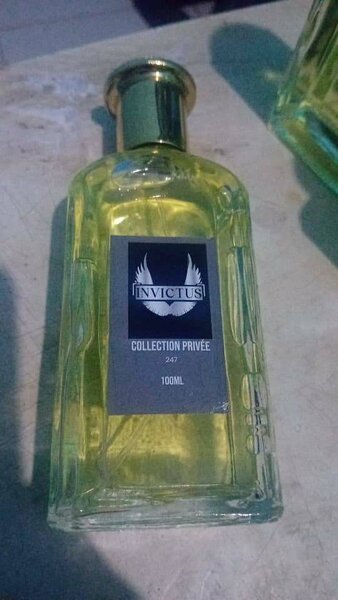 INVICTUS
COLLECTION PRIVÉE
247
100ML